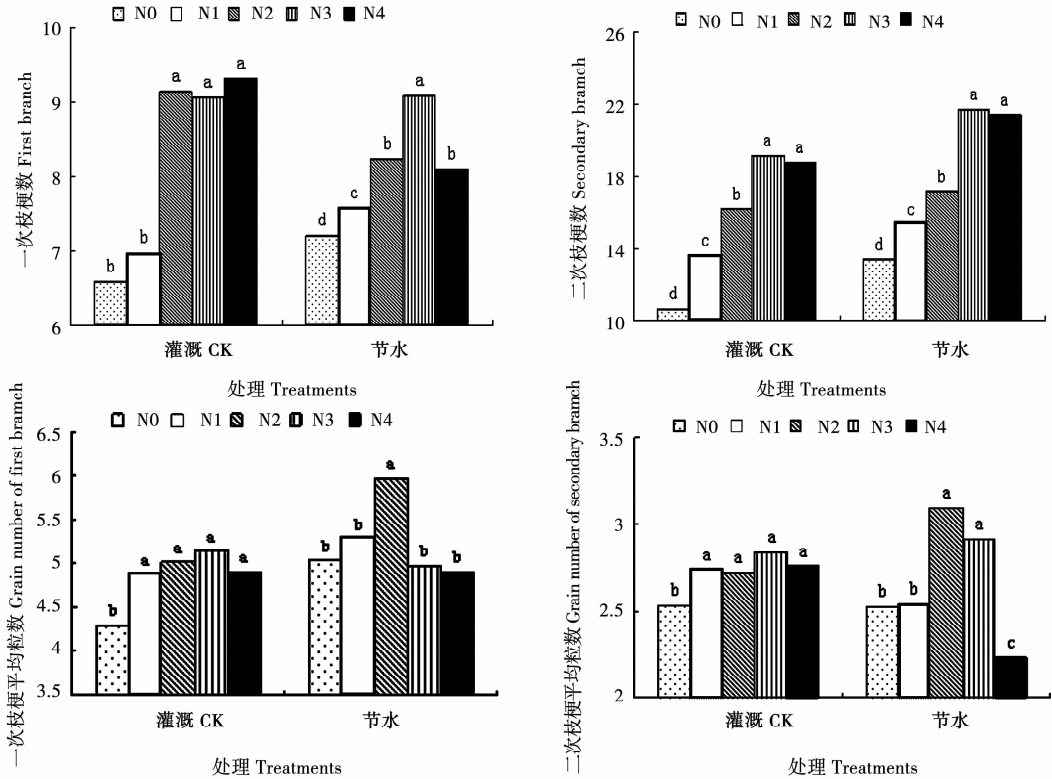 N0 N1 N2 N3 N4
一次枝梗数 First branch
10
9
8
7
6
b b a a a
d c b a b
灌溉 CK 节水
处理 Treatments
N0 N1 N2 N3 N4
二次枝梗数 Secondary bramch
26
22
18
14
10
d c b a a
d c b a a
灌溉 CK 节水
处理 Treatments
N0 N1 N2 N3 N4
一次枝梗平均粒数 Grain number of first bramch
6.5
6
5.5
5
4.5
4
3.5
b a a a a
b b a b b
灌溉 CK 节水
处理 Treatments
N0 N1 N2 N3 N4
二次枝梗平均粒数 Grain number of secondary bramch
3.5
3
2.5
2
b a a a a
b b a a c
灌溉 CK 节水
处理 Treatments